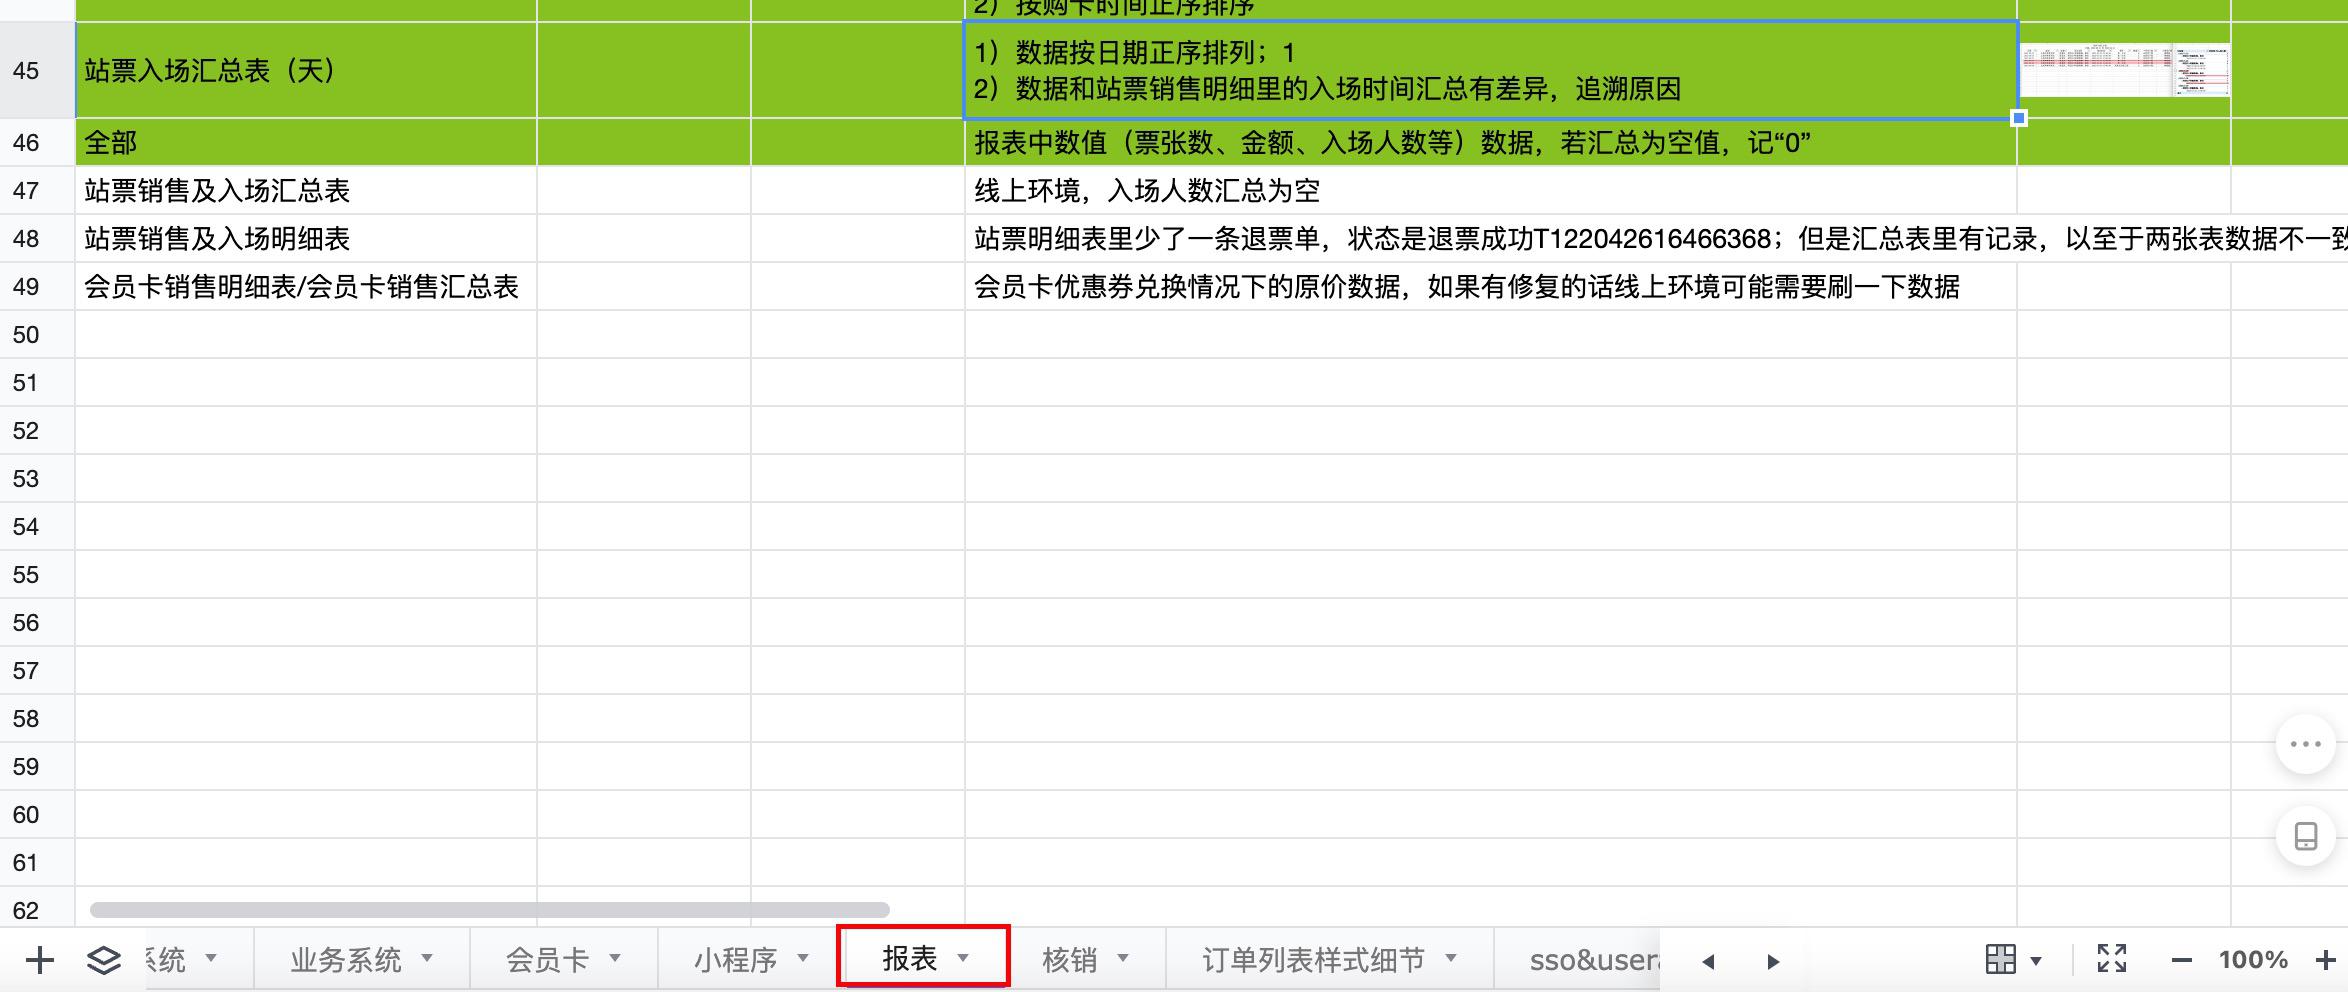 2）按购卡时间正序排序
45 站票入场汇总表（天）
1）数据按日期正序排列；1
2）数据和站票销售明细里的入场时间汇总有差异，追溯原因
46 全部 报表中数值（票张数、金额、入场人数等）数据，若汇总为空值，记“0”
47 站票销售及入场汇总表 线上环境，入场人数汇总为空
48 站票销售及入场明细表 站票明细表里少了一条退票单，状态是退票成功T122042616466368；但是汇总表里有记录，以至于两张表数据不一致
49 会员卡销售明细表/会员卡销售汇总表 会员卡优惠券兑换情况下的原价数据，如果有修复的话线上环境可能需要刷一下数据
50
51
52
53
54
55
56
57
58
59
60
61
62
系统 业务系统 会员卡 小程序 报表 核销 订单列表样式细节 sso&usera 100%